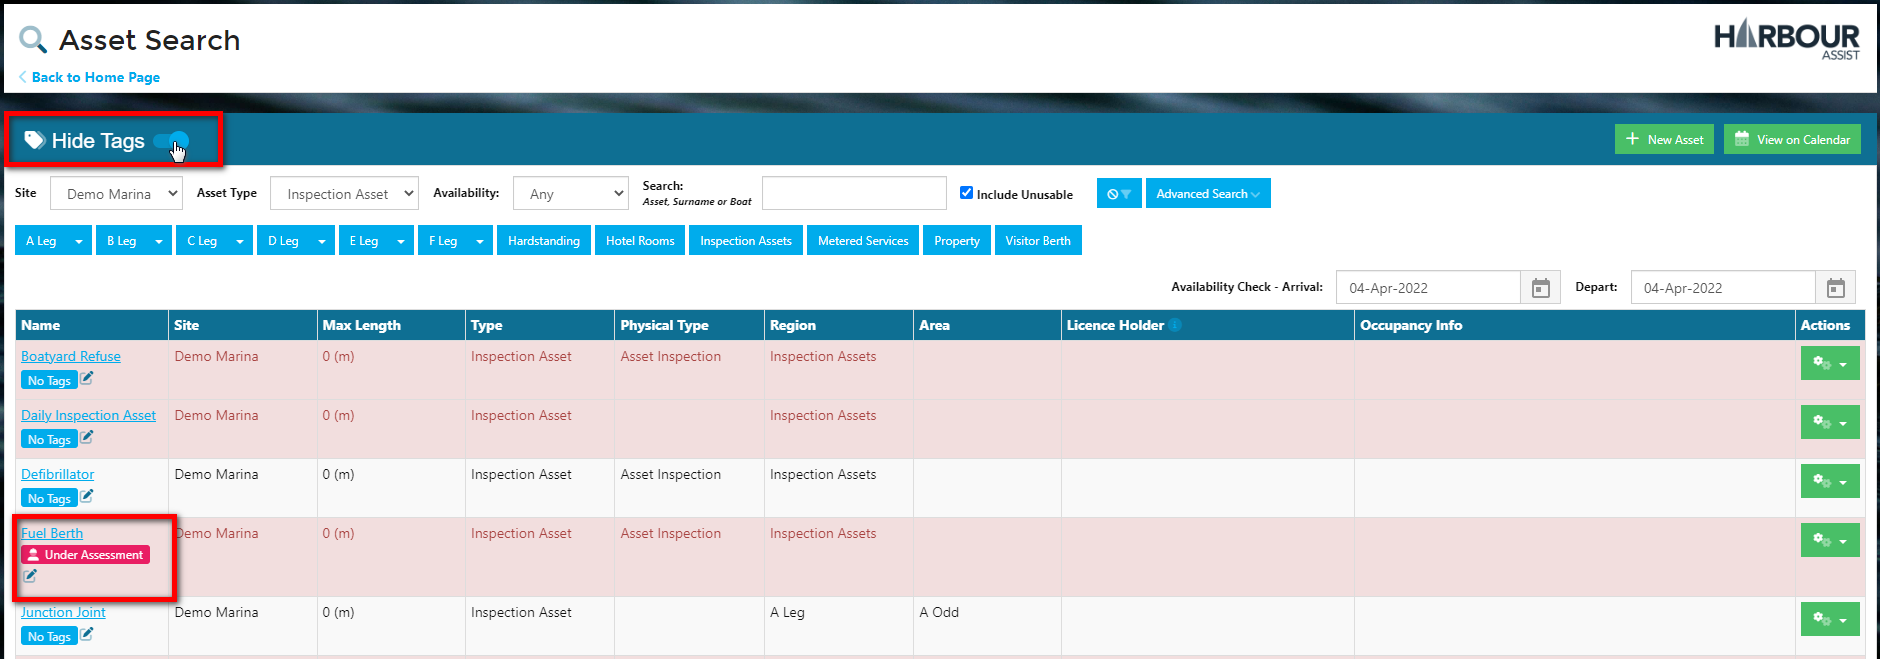 Asset Search
HARBOUR
ASSIST
Back to Home Page
Hide Tags
New Asset
View on Calendar
Site
Demo Marina
Asset Type
Inspection Asset
Availability:
Any
Search:
Asset, Surname or Boat
Include Unusable
Advanced Search
A Leg
B Leg
C Leg
D Leg
E Leg
F Leg
Hardstanding
Hotel Rooms
Inspection Assets
Metered Services
Property
Visitor Berth
Availability Check - Arrival:
04-Apr-2022
Depart:
04-Apr-2022
Name Site Max Length Type Physical Type Region Area Licence Holder Occupancy Info Actions
Boatyard Refuse Demo Marina 0 (m) Inspection Asset Asset Inspection Inspection Assets
No Tags
Daily Inspection Asset Demo Marina 0 (m) Inspection Asset Inspection Assets
No Tags
Defibrillator Demo Marina 0 (m) Inspection Asset Asset Inspection Inspection Assets
No Tags
Fuel Berth Demo Marina 0 (m) Inspection Asset Asset Inspection Inspection Assets
Under Assessment
Junction Joint Demo Marina 0 (m) Inspection Asset A Leg A Odd
No Tags